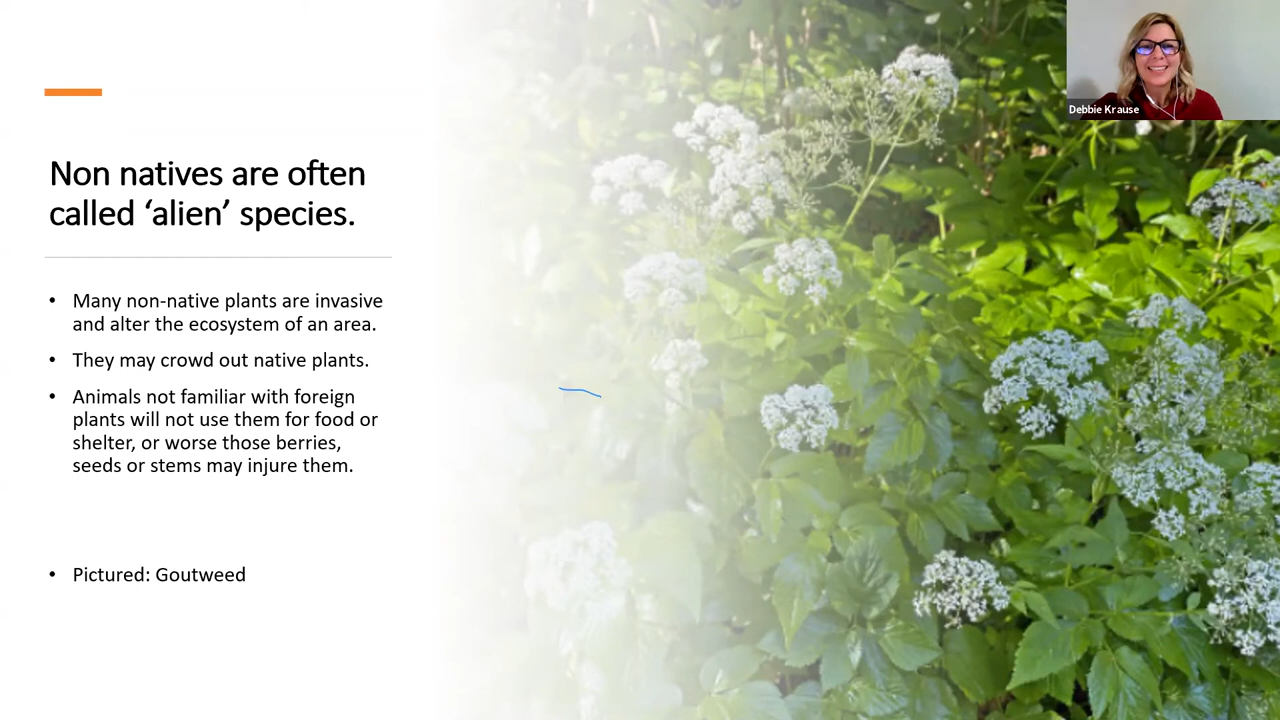 Debbie Krause
Non natives are often
called ‘alien’ species.
• Many non-native plants are invasive
and alter the ecosystem of an area.
• They may crowd out native plants.
• Animals not familiar with foreign
plants will not use them for food or
shelter, or worse those berries,
seeds or stems may injure them.
• Pictured: Goutweed